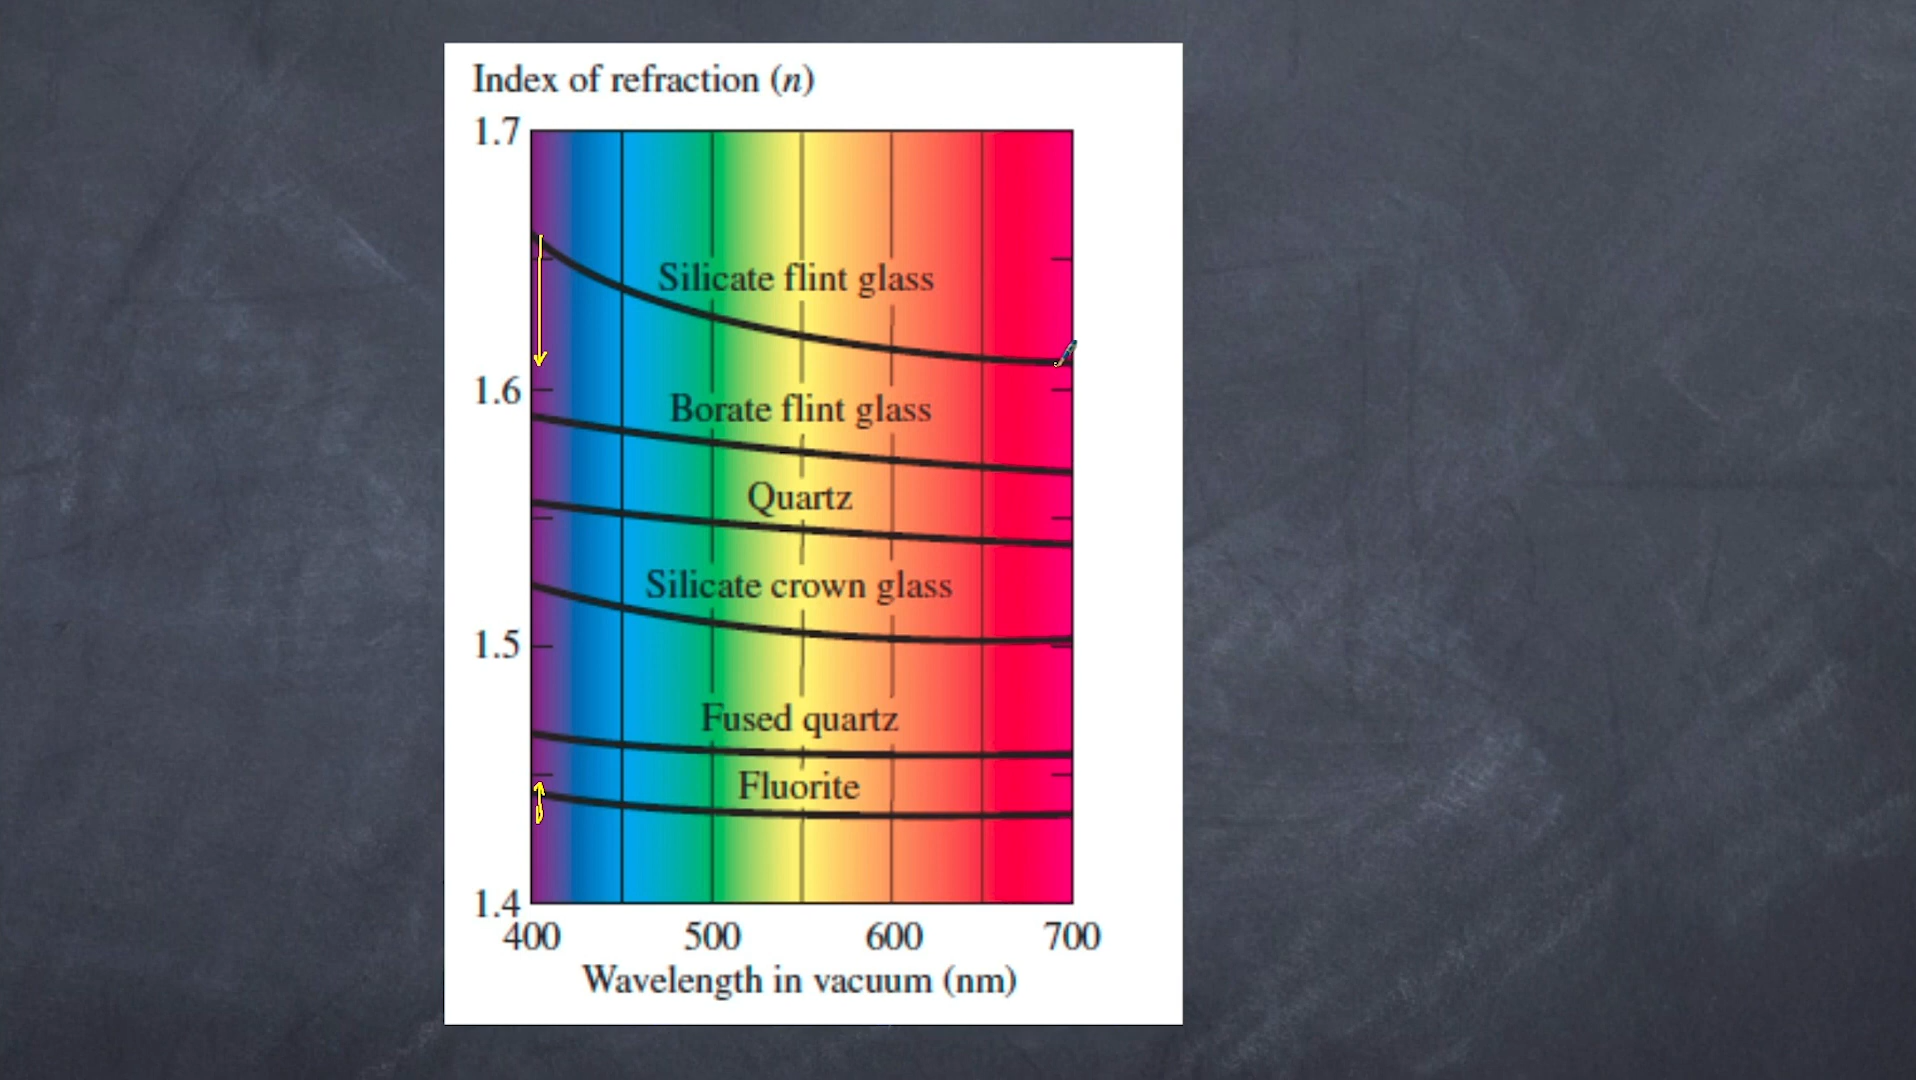 Index of refraction (n)
1.7
Silicate flint glass
1.6
Borate flint glass
Quartz
Silicate crown glass
1.5
Fused quartz
Fluorite
1.4
400 500 600 700
Wavelength in vacuum (nm)